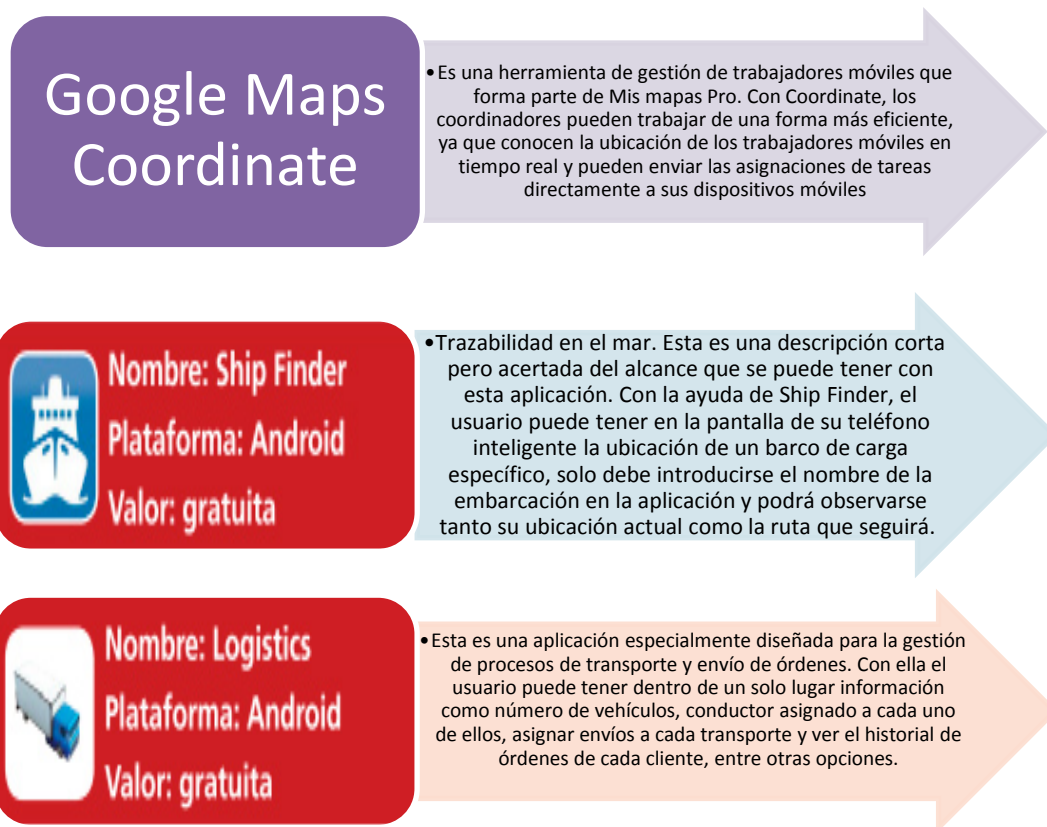 Google Maps
Coordinate
•Es una herramienta de gestión de trabajadores móviles que
forma parte de Mis mapas Pro. Con Coordinate, los
coordinadores pueden trabajar de una forma más eficiente,
ya que conocen la ubicación de los trabajadores móviles en
tiempo real y pueden enviar las asignaciones de tareas
directamente a sus dispositivos móviles
Nombre: Ship Finder
Plataforma: Android
Valor: gratuita
•Trazabilidad en el mar. Esta es una descripción corta
pero acertada del alcance que se puede tener con
esta aplicación. Con la ayuda de Ship Finder, el
usuario puede tener en la pantalla de su teléfono
inteligente la ubicación de un barco de carga
específico, solo debe introducirse el nombre de la
embarcación en la aplicación y podrá observarse
tanto su ubicación actual como la ruta que seguirá.
Nombre: Logistics
Plataforma: Android
Valor: gratuita
•Esta es una aplicación especialmente diseñada para la gestión
de procesos de transporte y envío de órdenes. Con ella el
usuario puede tener dentro de un solo lugar información
como número de vehículos, conductor asignado a cada uno
de ellos, asignar envíos a cada transporte y ver el historial de
órdenes de cada cliente, entre otras opciones.